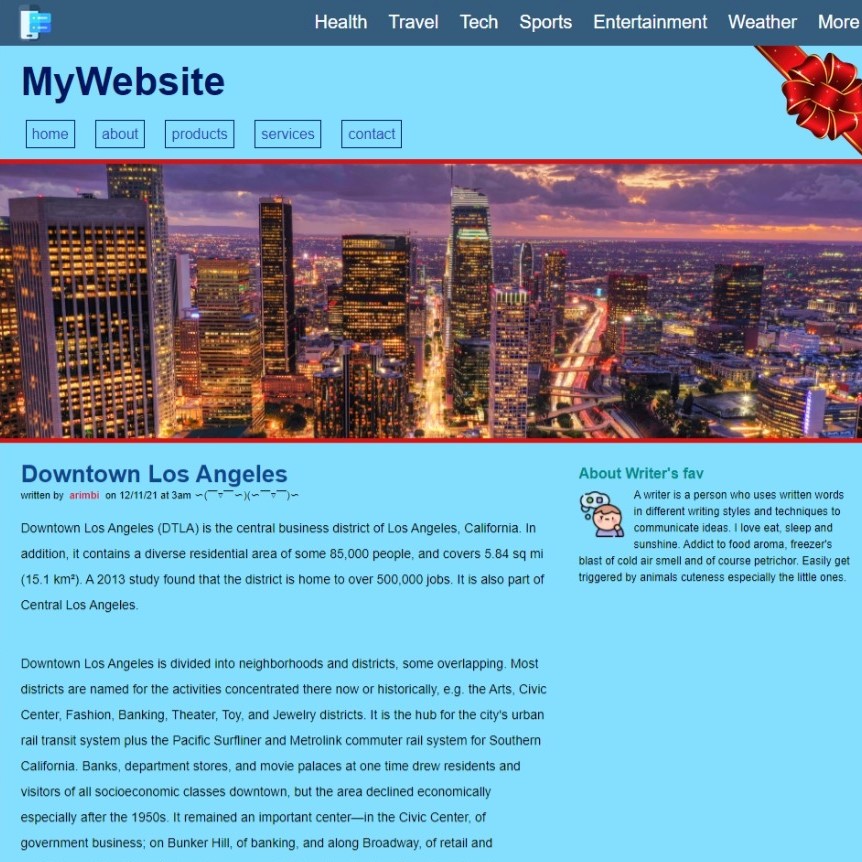 Health Travel Tech Sports Entertainment Weather More
MyWebsite
home about products services contact
Downtown Los Angeles
written by arimbi on 12/11/21 at 3am ∽(￣▿￣∽)(∽￣▿￣)∽
Downtown Los Angeles (DTLA) is the central business district of Los Angeles, California. In
addition, it contains a diverse residential area of some 85,000 people, and covers 5.84 sq mi
(15.1 km²). A 2013 study found that the district is home to over 500,000 jobs. It is also part of
Central Los Angeles.
Downtown Los Angeles is divided into neighborhoods and districts, some overlapping. Most
districts are named for the activities concentrated there now or historically, e.g. the Arts, Civic
Center, Fashion, Banking, Theater, Toy, and Jewelry districts. It is the hub for the city's urban
rail transit system plus the Pacific Surfliner and Metrolink commuter rail system for Southern
California. Banks, department stores, and movie palaces at one time drew residents and
visitors of all socioeconomic classes downtown, but the area declined economically
especially after the 1950s. It remained an important center—in the Civic Center, of
government business; on Bunker Hill, of banking, and along Broadway, of retail and
About Writer's fav
A writer is a person who uses written words
in different writing styles and techniques to
communicate ideas. I love eat, sleep and
sunshine. Addict to food aroma, freezer's
blast of cold air smell and of course petrichor. Easily get
triggered by animals cuteness especially the little ones.